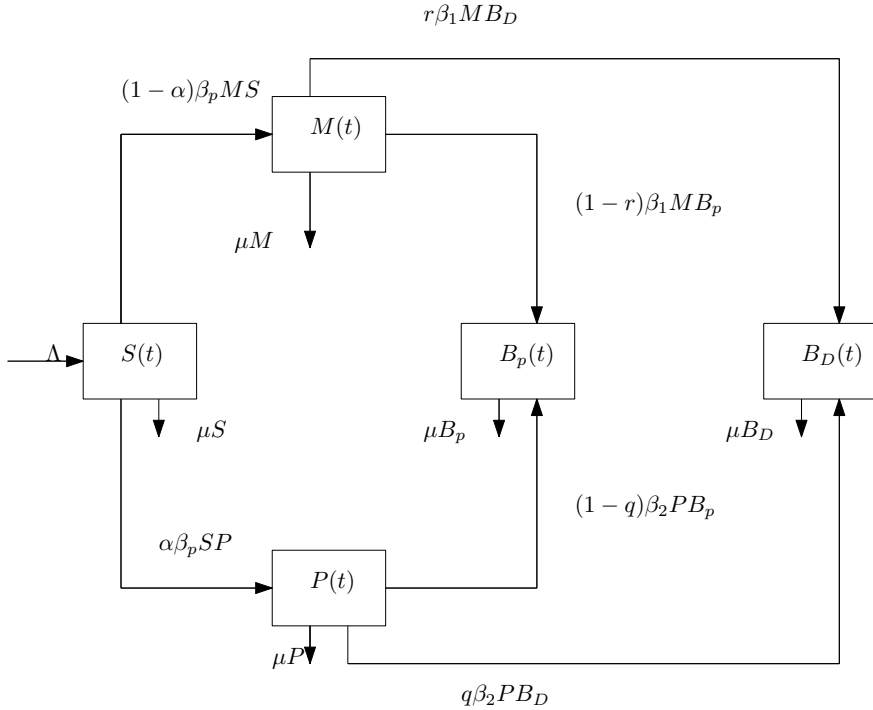 rβ₁MB_D
(1 − α)β_pMS
M(t)
(1 − r)β₁MB_p
μM
Λ
S(t)
B_p(t)
B_D(t)
μS
μB_p
μB_D
(1 − q)β₂PB_p
αβ_pSP
P(t)
μP
qβ₂PB_D